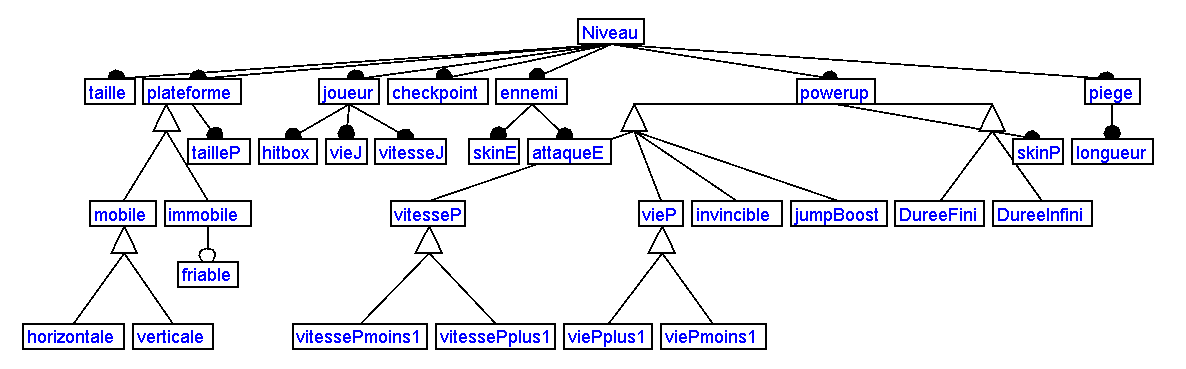 Niveau
taille
plateforme
joueur
checkpoint
ennemi
powerup
piege
tailleP
hitbox
vieJ
vitesseJ
skinE
attaqueE
skinP
longueur
mobile
immobile
vitesseP
vieP
invincible
jumpBoost
DureeFini
DureeInfini
friable
horizontale
verticale
vitessePmoins1
vitessePplus1
viePplus1
viePmoins1